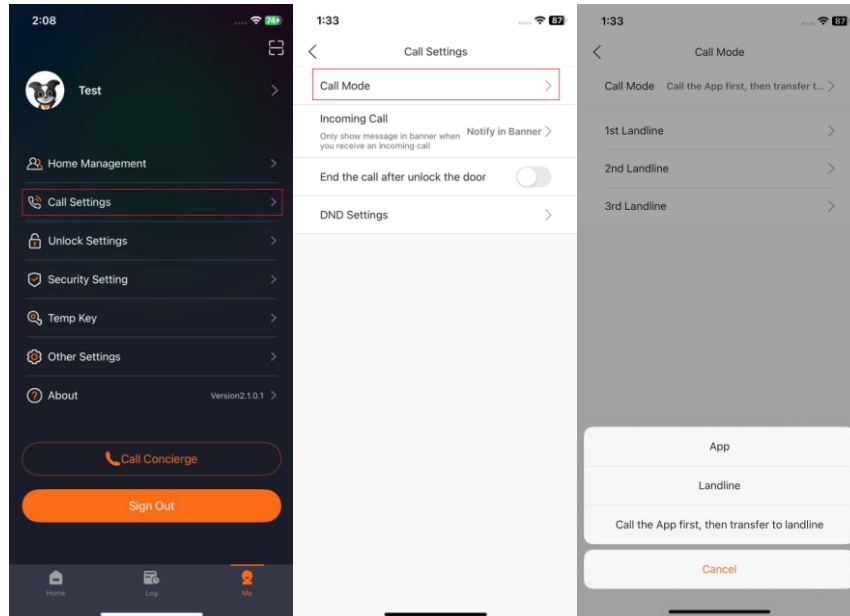 2:08
74
Test
Home Management
Call Settings
Unlock Settings
Security Setting
Temp Key
Other Settings
About Version2.1.0.1
Call Concierge
Sign Out
Home Log Me
1:33
87
Call Settings
Call Mode
Incoming Call
Only show message in banner when
you receive an incoming call
Notify in Banner
End the call after unlock the door
DND Settings
1:33
87
Call Mode
Call Mode Call the App first, then transfer t...
1st Landline
2nd Landline
3rd Landline
App
Landline
Call the App first, then transfer to landline
Cancel